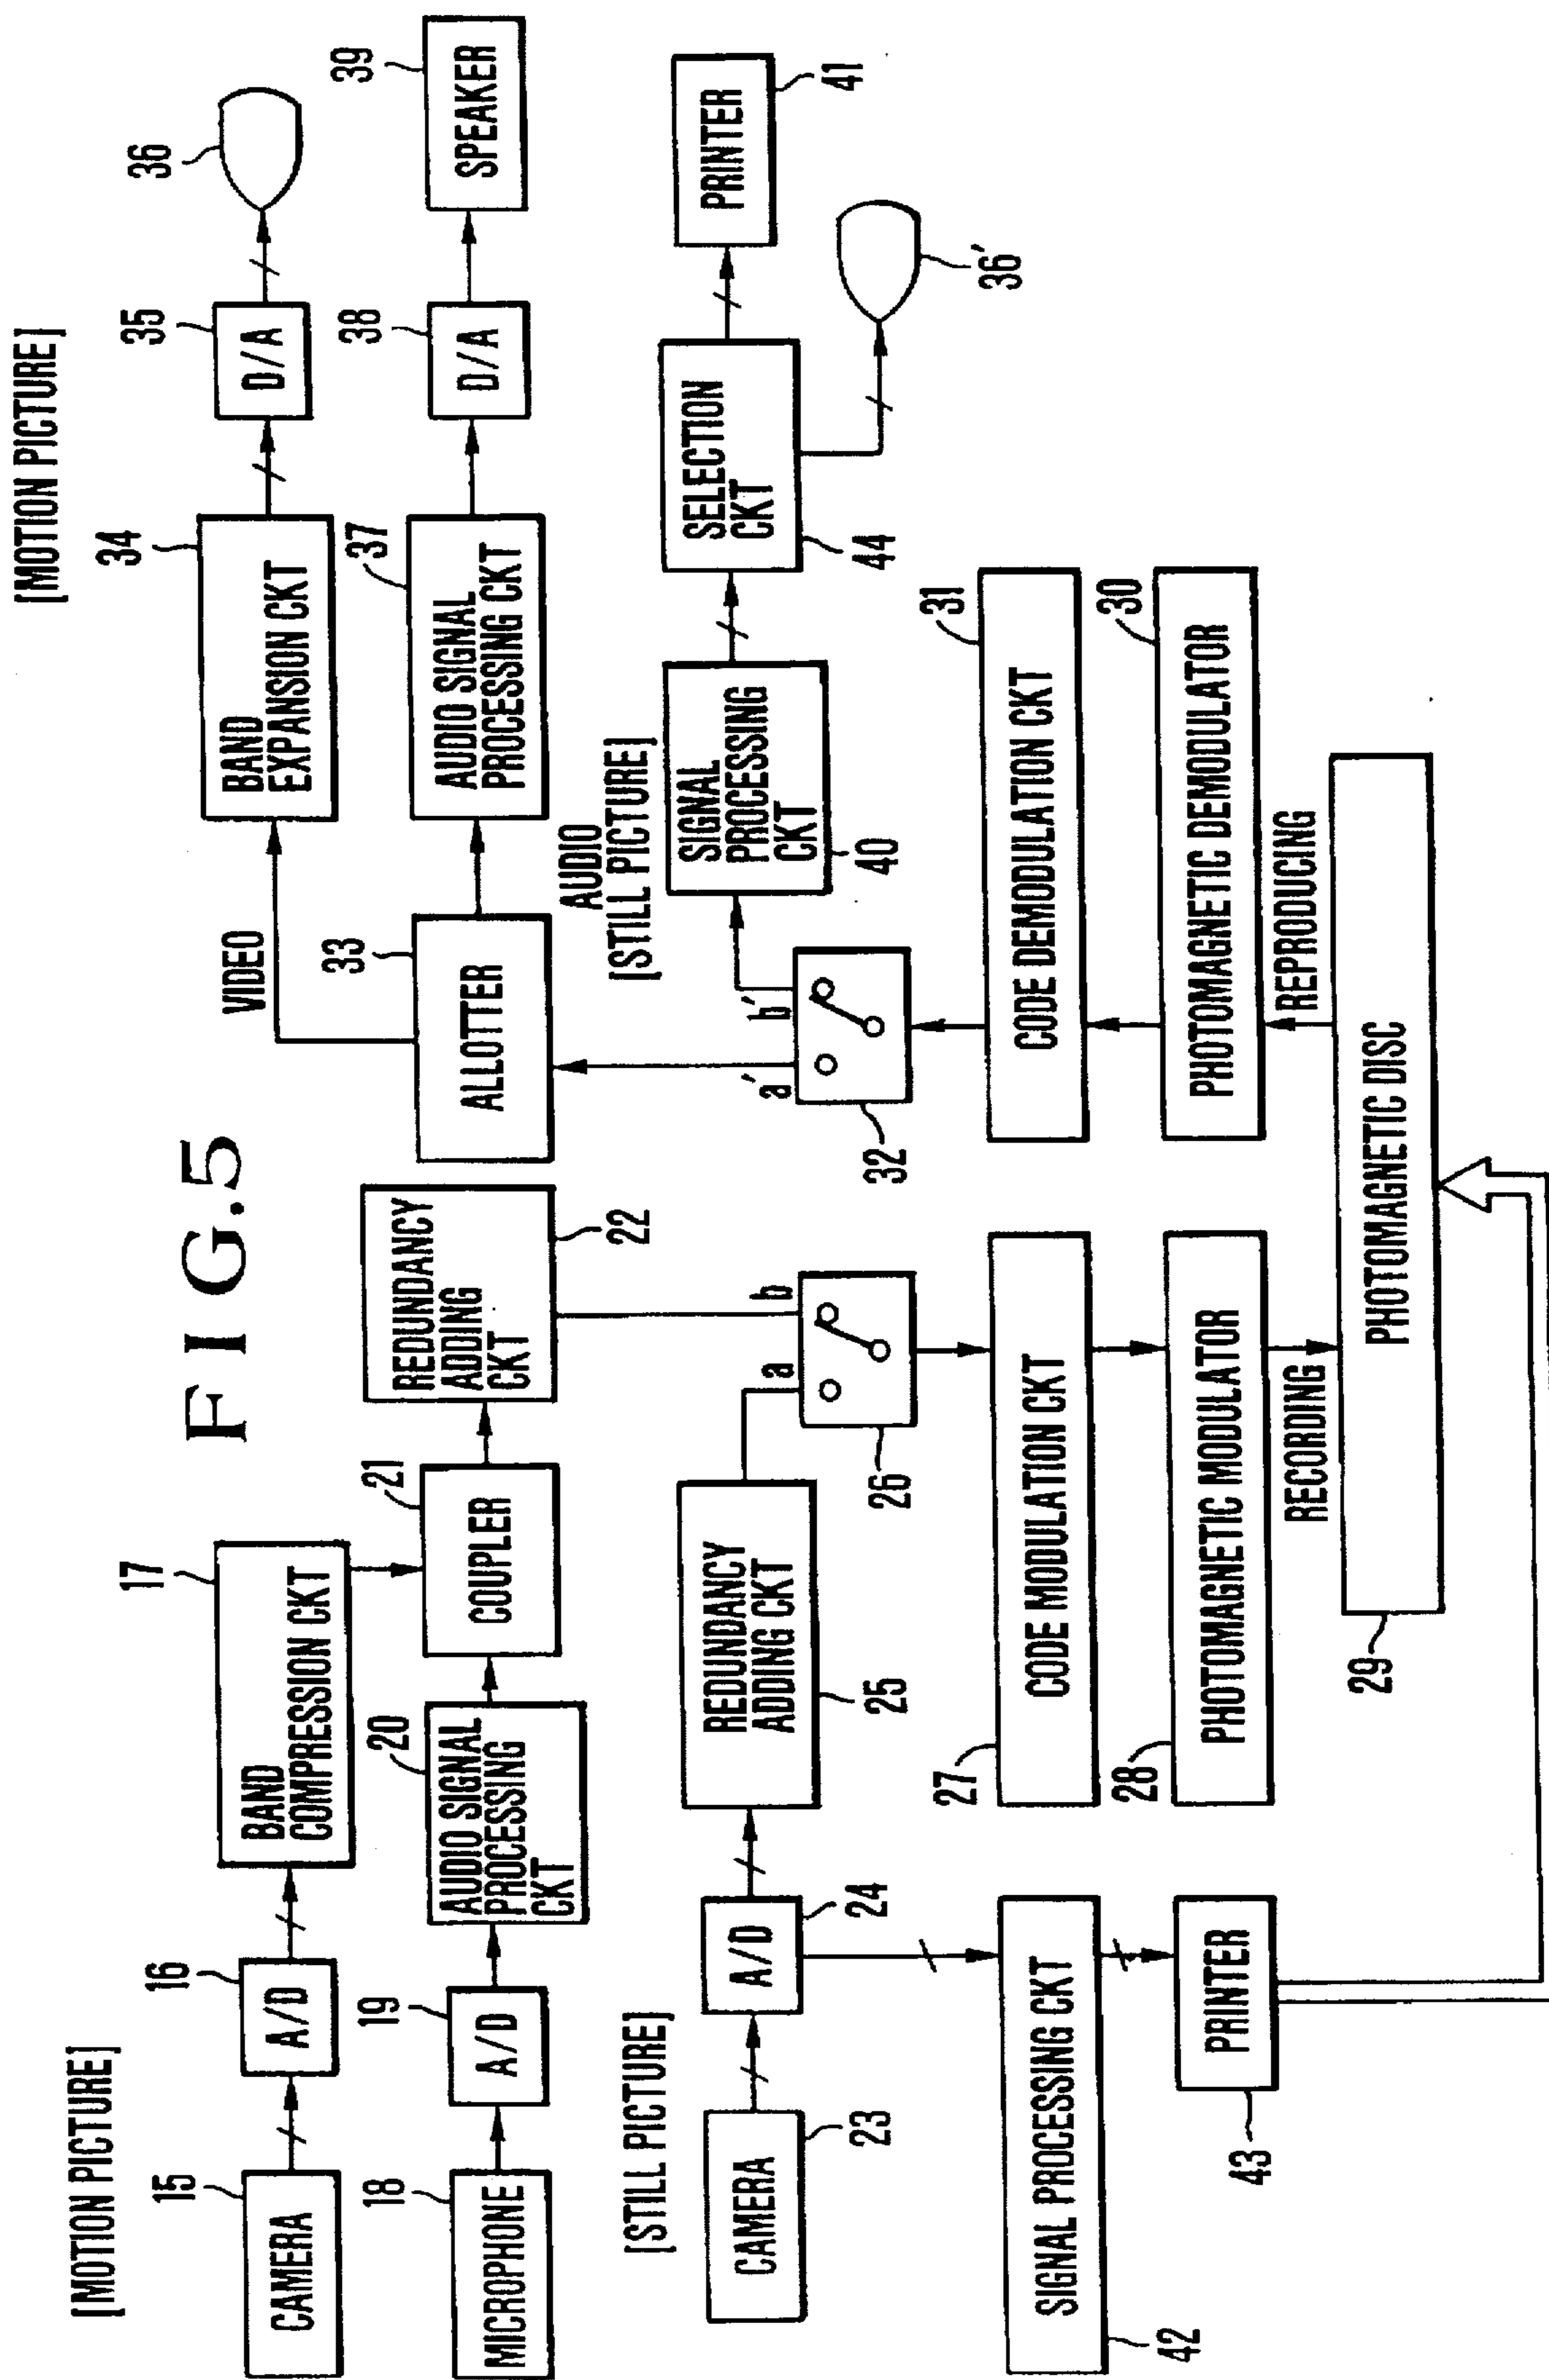 FIG.5
[MOTION PICTURE]
15
CAMERA
16
A/D
17
BAND
COMPRESSION CKT
18
MICROPHONE
19
A/D
20
AUDIO SIGNAL
PROCESSING
CKT
21
COUPLER
REDUNDANCY
ADDING
CKT
22
[STILL PICTURE]
CAMERA
23
A/D
24
REDUNDANCY
ADDING CKT
25
a
b
26
27
CODE MODULATION CKT
28
PHOTOMAGNETIC MODULATOR
RECORDING
SIGNAL PROCESSING CKT
42
PRINTER
43
PHOTOMAGNETIC DISC
29
REPRODUCING
PHOTOMAGNETIC DEMODULATOR
30
CODE DEMODULATION CKT
31
a'
b'
32
33
ALLOTTER
VIDEO
[MOTION PICTURE]
34
BAND
EXPANSION CKT
35
D/A
36
37
AUDIO SIGNAL
PROCESSING CKT
38
D/A
39
SPEAKER
AUDIO
[STILL PICTURE]
SIGNAL
PROCESSING
CKT
40
SELECTION
CKT
44
PRINTER
41
36'